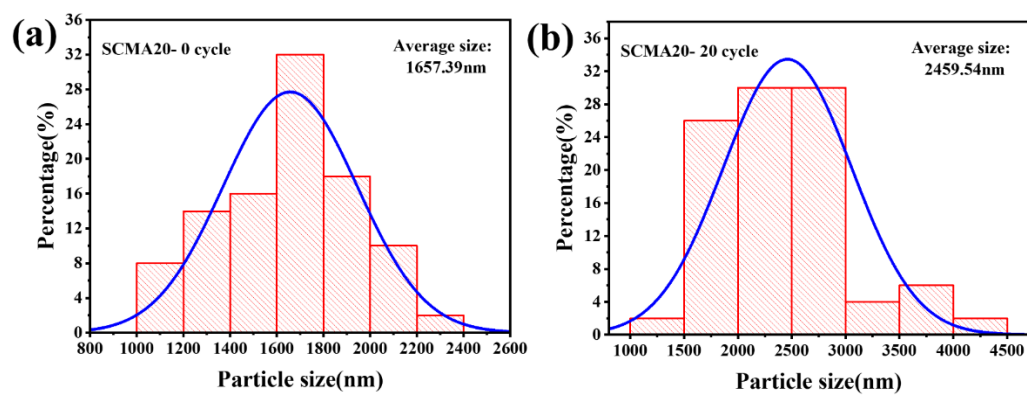 (a)
SCMA20- 0 cycle
Average size:
1657.39nm
Percentage(%)
36
32
28
24
20
16
12
8
4
0
800 1000 1200 1400 1600 1800 2000 2200 2400 2600
Particle size(nm)
(b)
SCMA20- 20 cycle
Average size:
2459.54nm
Percentage(%)
36
32
28
24
20
16
12
8
4
0
1000 1500 2000 2500 3000 3500 4000 4500
Particle size(nm)